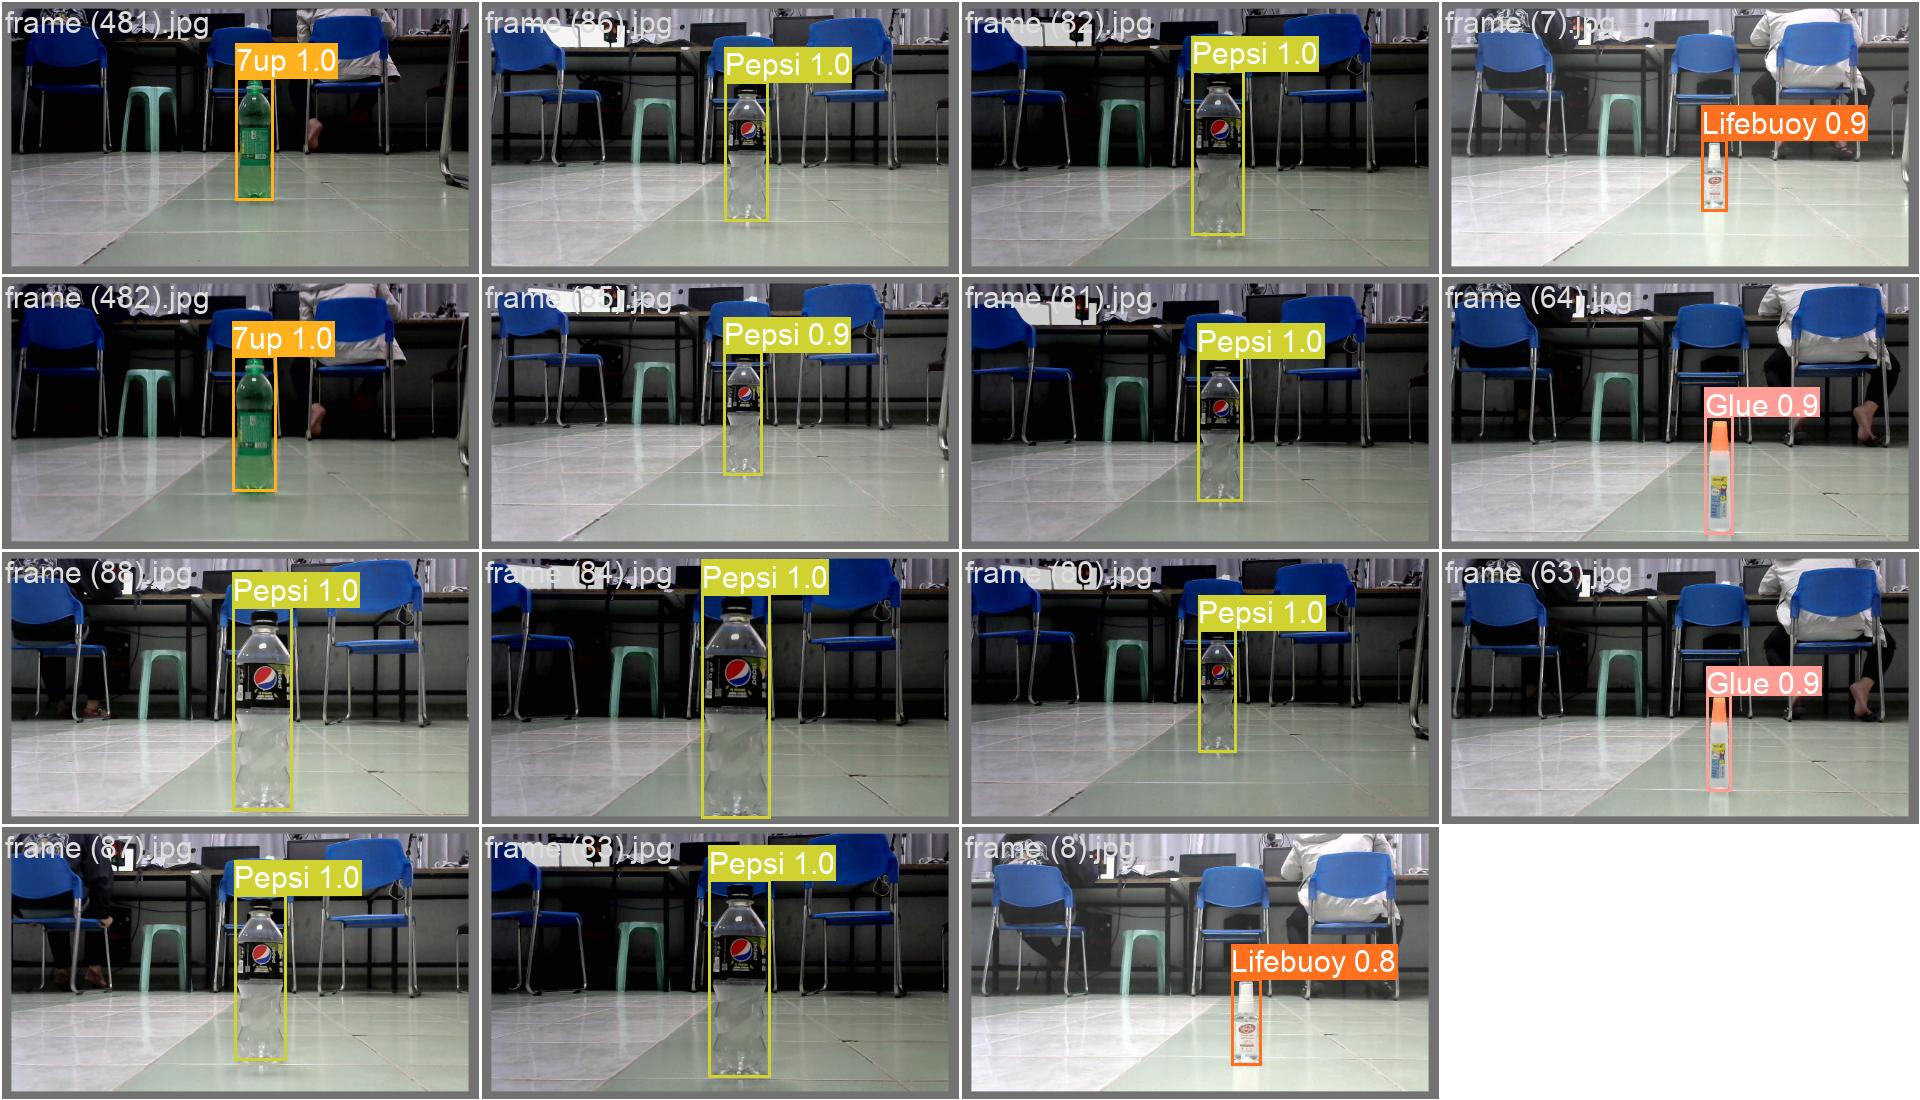 frame (481).jpg
7up 1.0
frame (86).jpg
Pepsi 1.0
frame (82).jpg
Pepsi 1.0
frame (7).jpg
Lifebuoy 0.9
frame (482).jpg
7up 1.0
frame (85).jpg
Pepsi 0.9
frame (81).jpg
Pepsi 1.0
frame (64).jpg
Glue 0.9
frame (88).jpg
Pepsi 1.0
frame (84).jpg
Pepsi 1.0
frame (80).jpg
Pepsi 1.0
frame (63).jpg
Glue 0.9
frame (87).jpg
Pepsi 1.0
frame (83).jpg
Pepsi 1.0
frame (8).jpg
Lifebuoy 0.8